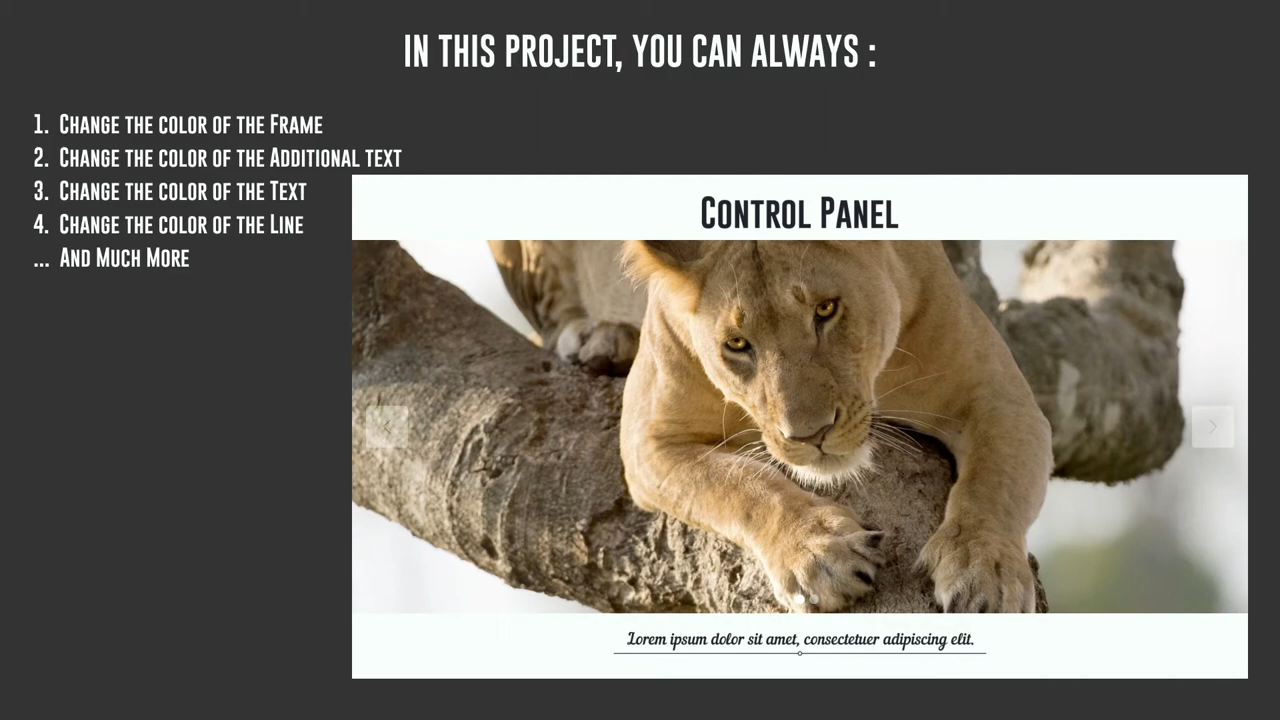 IN THIS PROJECT, YOU CAN ALWAYS :
1. CHANGE THE COLOR OF THE FRAME
2. CHANGE THE COLOR OF THE ADDITIONAL TEXT
3. CHANGE THE COLOR OF THE TEXT
4. CHANGE THE COLOR OF THE LINE
... AND MUCH MORE
CONTROL PANEL
Lorem ipsum dolor sit amet, consectetuer adipiscing elit.